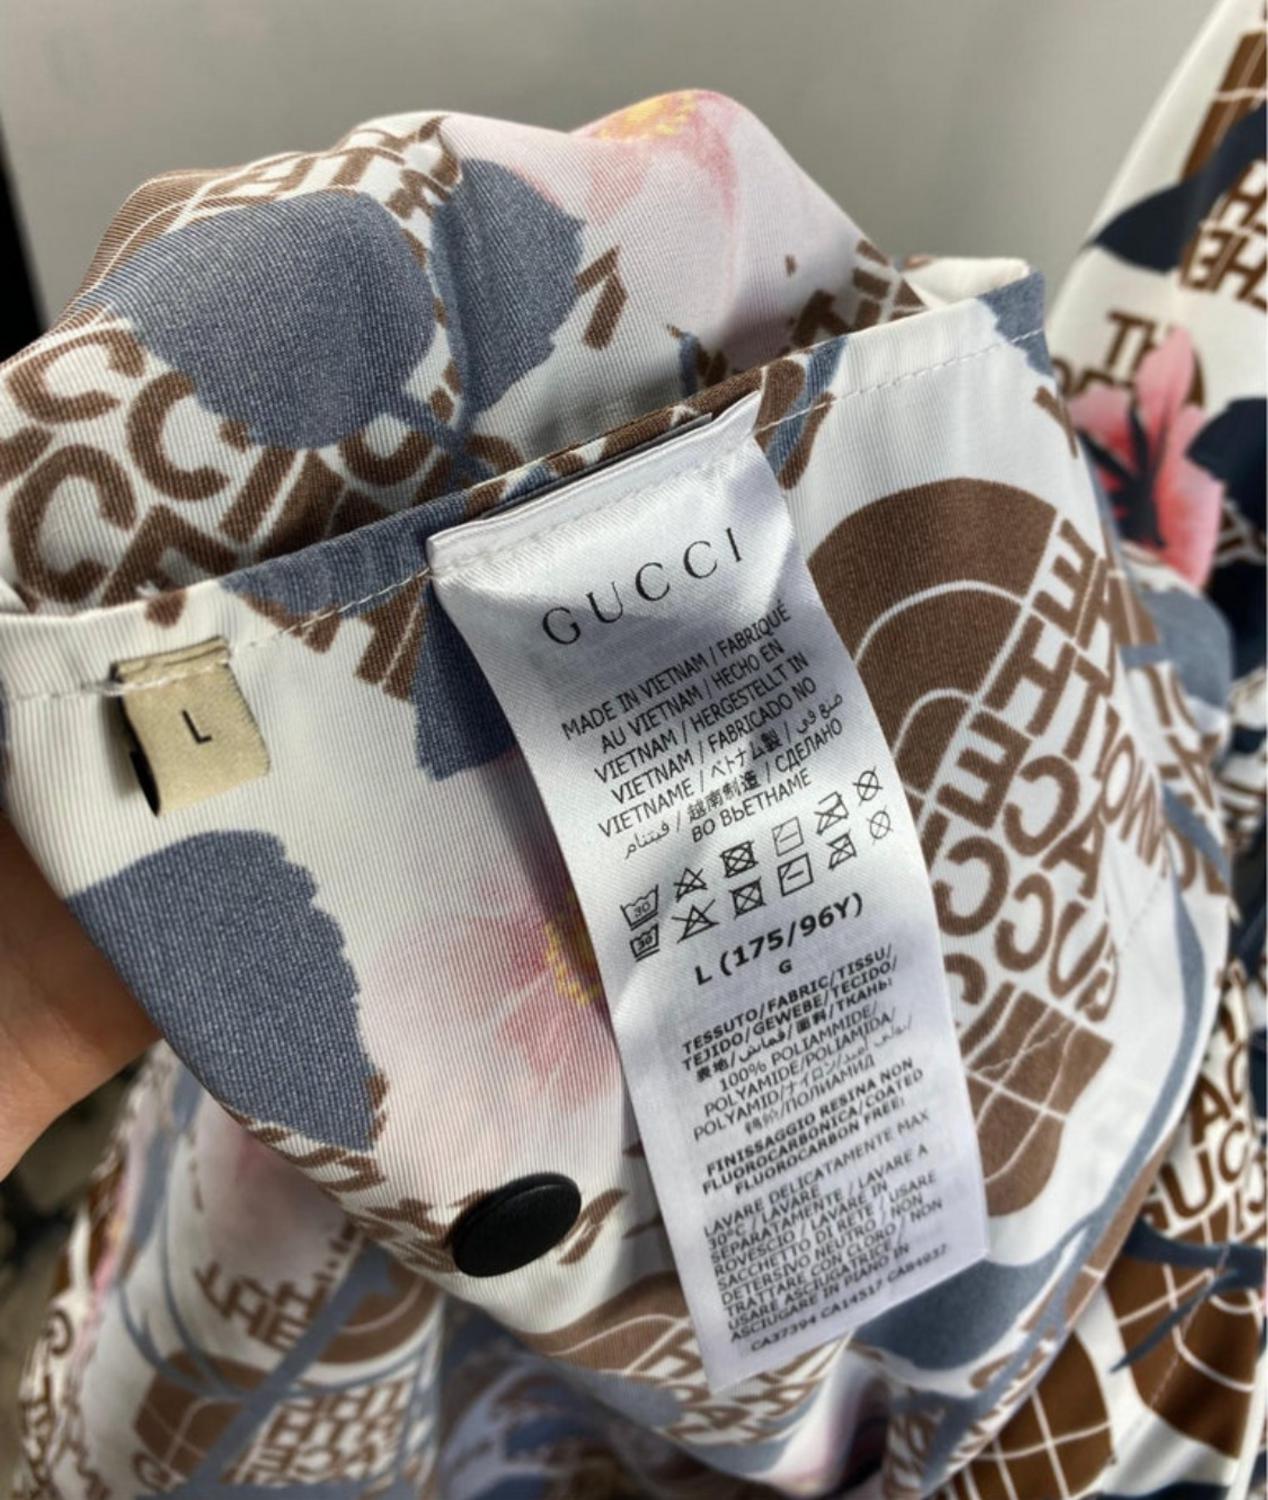 GUCCI
MADE IN VIETNAM / FABRIQUÉ
AU VIETNAM / HECHO EN
VIETNAM / HERGESTELLT IN
VIETNAM / FABRICADO NO
VIETNAME / ベトナム製 / صنع في
فيتنام / 越南制造 / СДЕЛАНО
ВО ВЬЕТНАМЕ
L
30
30
L (175/96Y)
G
TESSUTO/FABRIC/TISSU/
TEJIDO/GEWEBE/TECIDO/
表地/قماش/面料/ТКАНЬ:
100% POLIAMMIDE/
POLYAMIDE/POLIAMIDA/
POLYAMID/ナイロン/
锦纶/ПОЛИАМИД
FINISSAGGIO RESINA NON
FLUOROCARBONICA/COATED
FLUOROCARBON FREE:
LAVARE DELICATAMENTE MAX
30°C / LAVARE
SEPARATAMENTE / LAVARE A
ROVESCIO / LAVARE IN
SACCHETTO DI RETE / USARE
DETERSIVO NEUTRO / NON
TRATTARE CON CLORO / NON
USARE ASCIUGATRICE
ASCIUGARE IN PIANO
CA37394 CA14517 CA84937